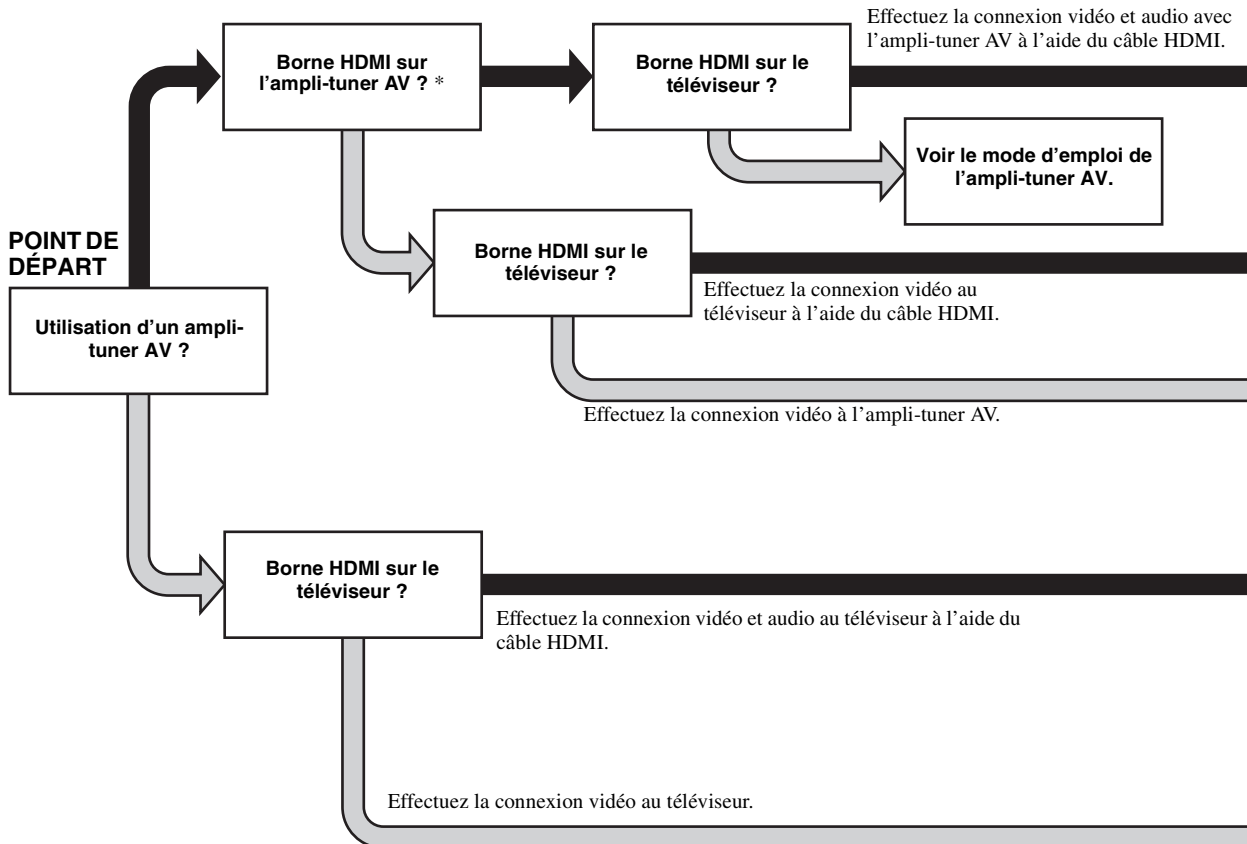 Effectuez la connexion vidéo et audio avec
l'ampli-tuner AV à l'aide du câble HDMI.
Borne HDMI sur
l'ampli-tuner AV ? *
Borne HDMI sur le
téléviseur ?
Voir le mode d'emploi de
l'ampli-tuner AV.
POINT DE
DÉPART
Borne HDMI sur le
téléviseur ?
Effectuez la connexion vidéo au
téléviseur à l'aide du câble HDMI.
Utilisation d'un ampli-
tuner AV ?
Effectuez la connexion vidéo à l'ampli-tuner AV.
Borne HDMI sur le
téléviseur ?
Effectuez la connexion vidéo et audio au téléviseur à l'aide du
câble HDMI.
Effectuez la connexion vidéo au téléviseur.